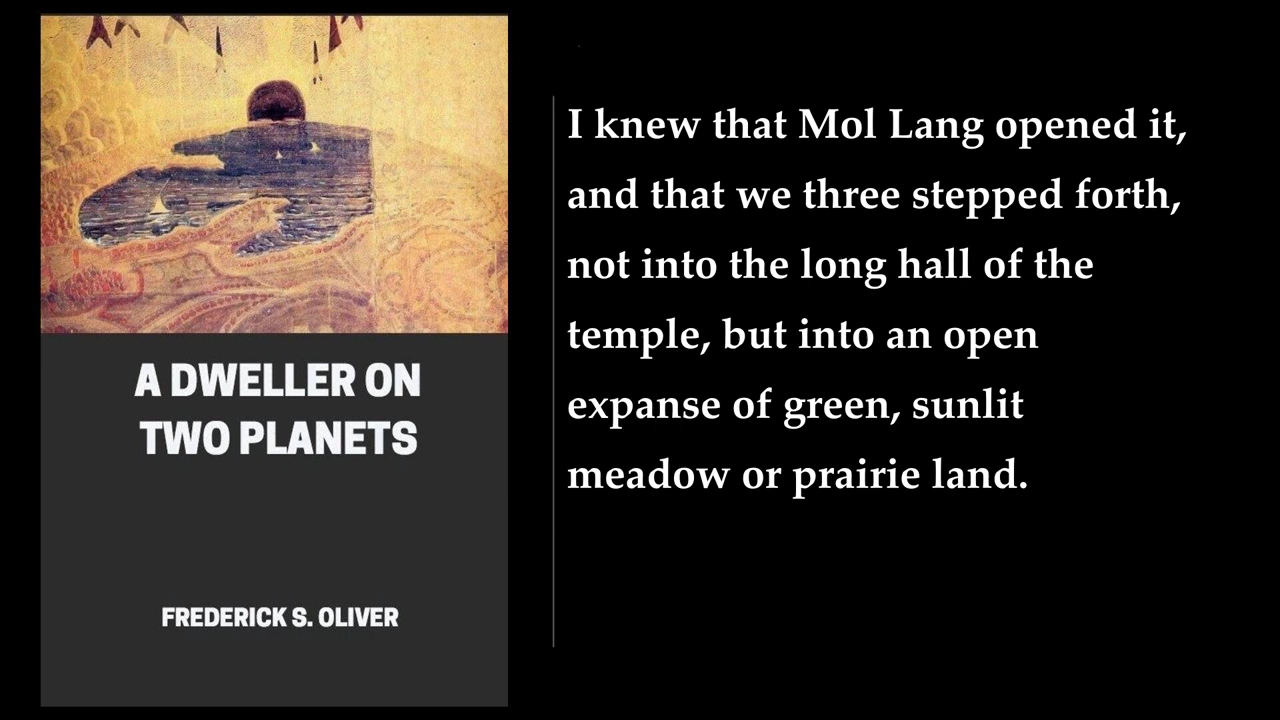 A DWELLER ON
TWO PLANETS
FREDERICK S. OLIVER
I knew that Mol Lang opened it,
and that we three stepped forth,
not into the long hall of the
temple, but into an open
expanse of green, sunlit
meadow or prairie land.